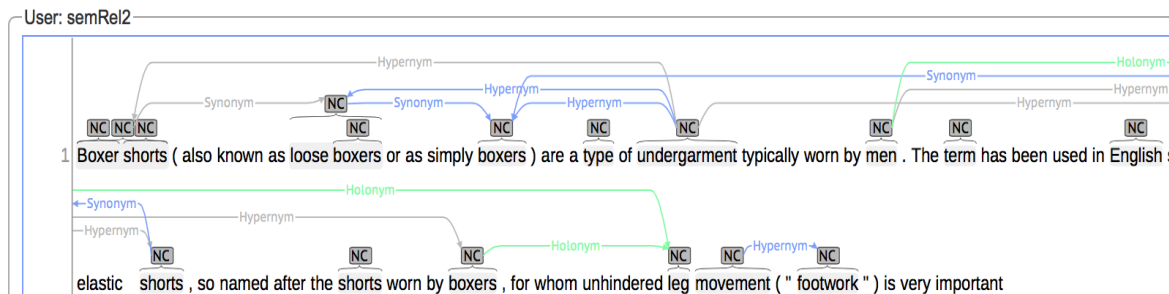 User: semRel2
Hypernym Holonym
Synonym
Hypernym Hypernym
Synonym Synonym Hypernym Hypernym
NC
NC NC NC NC NC NC NC NC NC NC
1 Boxer shorts ( also known as loose boxers or as simply boxers ) are a type of undergarment typically worn by men . The term has been used in English s
Holonym
Synonym
Hypernym
Hypernym Holonym Hypernym
NC NC NC NC NC NC
elastic shorts , so named after the shorts worn by boxers , for whom unhindered leg movement ( " footwork " ) is very important